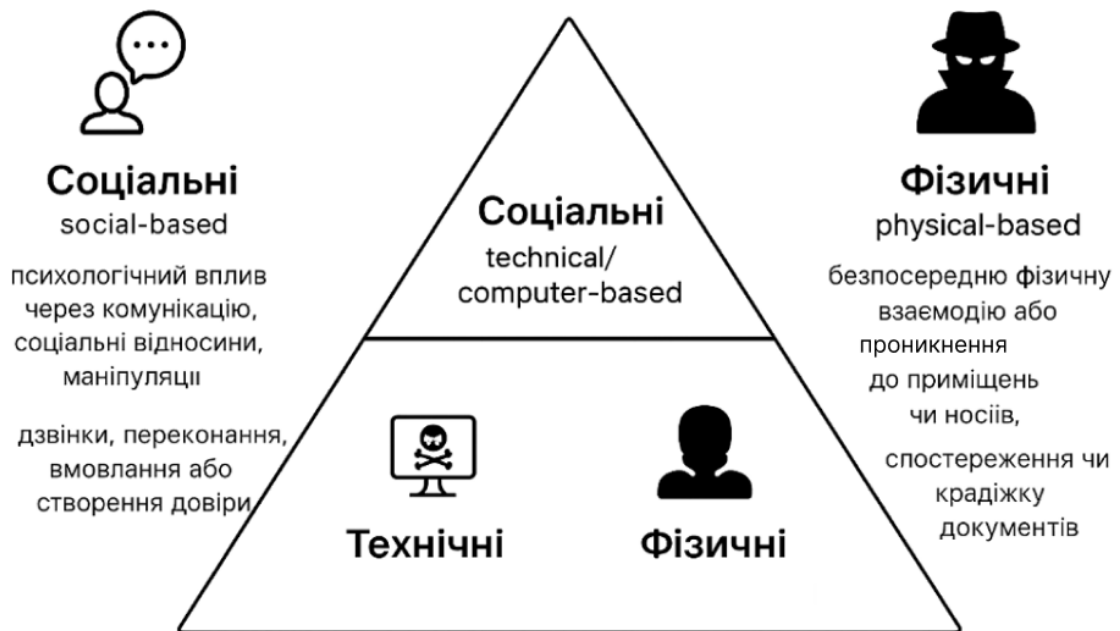 Соціальні
social-based
психологічний вплив
через комунікацію,
соціальні відносини,
маніпуляції
дзвінки, переконання,
вмовлання або
створення довіри
Соціальні
technical/
computer-based
Технічні
Фізичні
Фізичні
physical-based
безпосередню фізичну
взаємодію або
проникнення
до приміщень
чи носіїв,
спостереження чи
крадіжку
документів